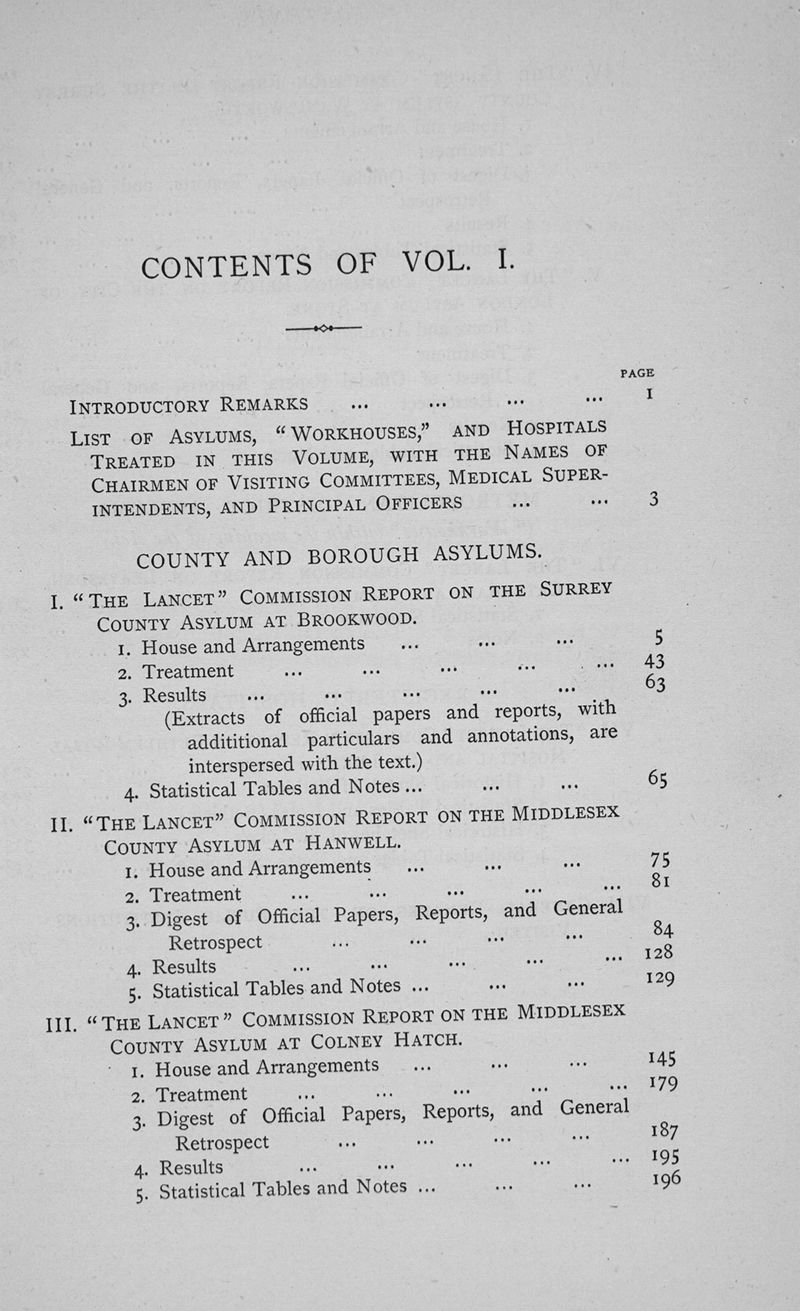 CONTENTS OF VOL. I.
PAGE
INTRODUCTORY REMARKS ... ... ... ... 1
LIST OF ASYLUMS, “WORKHOUSES,” AND HOSPITALS
TREATED IN THIS VOLUME, WITH THE NAMES OF
CHAIRMEN OF VISITING COMMITTEES, MEDICAL SUPER-
INTENDENTS, AND PRINCIPAL OFFICERS ... ... 3
COUNTY AND BOROUGH ASYLUMS.
I. “THE LANCET” COMMISSION REPORT ON THE SURREY
COUNTY ASYLUM AT BROOKWOOD.
1. House and Arrangements ... ... ... 5
2. Treatment ... ... ... ... ... 43
3. Results ... ... ... ... ... 63
(Extracts of official papers and reports, with
addititional particulars and annotations, are
interspersed with the text.)
4. Statistical Tables and Notes ... ... ... 65
II. “THE LANCET” COMMISSION REPORT ON THE MIDDLESEX
COUNTY ASYLUM AT HANWELL.
1. House and Arrangements ... ... ... 75
2. Treatment ... ... ... ... ... 81
3. Digest of Official Papers, Reports, and General
Retrospect ... ... ... ... 84
4. Results ... ... ... ... ... 128
5. Statistical Tables and Notes ... ... ... 129
III. “THE LANCET” COMMISSION REPORT ON THE MIDDLESEX
COUNTY ASYLUM AT COLNEY HATCH.
1. House and Arrangements ... ... ... 145
2. Treatment ... ... ... ... ... 179
3. Digest of Official Papers, Reports, and General
Retrospect ... ... ... ... 187
4. Results ... ... ... ... ... 195
5. Statistical Tables and Notes ... ... ... 196